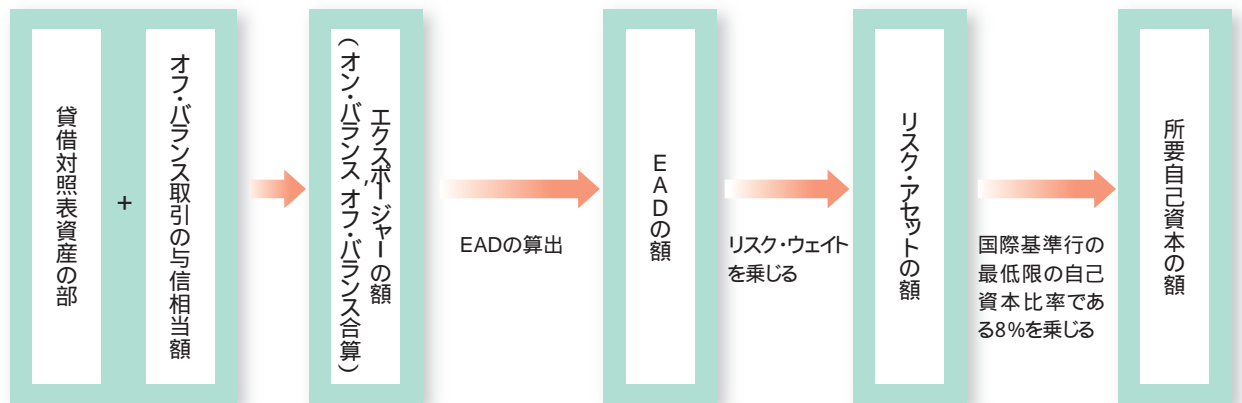 貸借対照表資産の部
+
オフ・バランス取引の与信相当額
エクスポージャーの額
(オン・バランス,オフ・バランス合算)
EADの算出
EADの額
リスク・ウェイト
を乗じる
リスク・アセットの額
国際基準行の
最低限の自己
資本比率であ
る8%を乗じる
所要自己資本の額